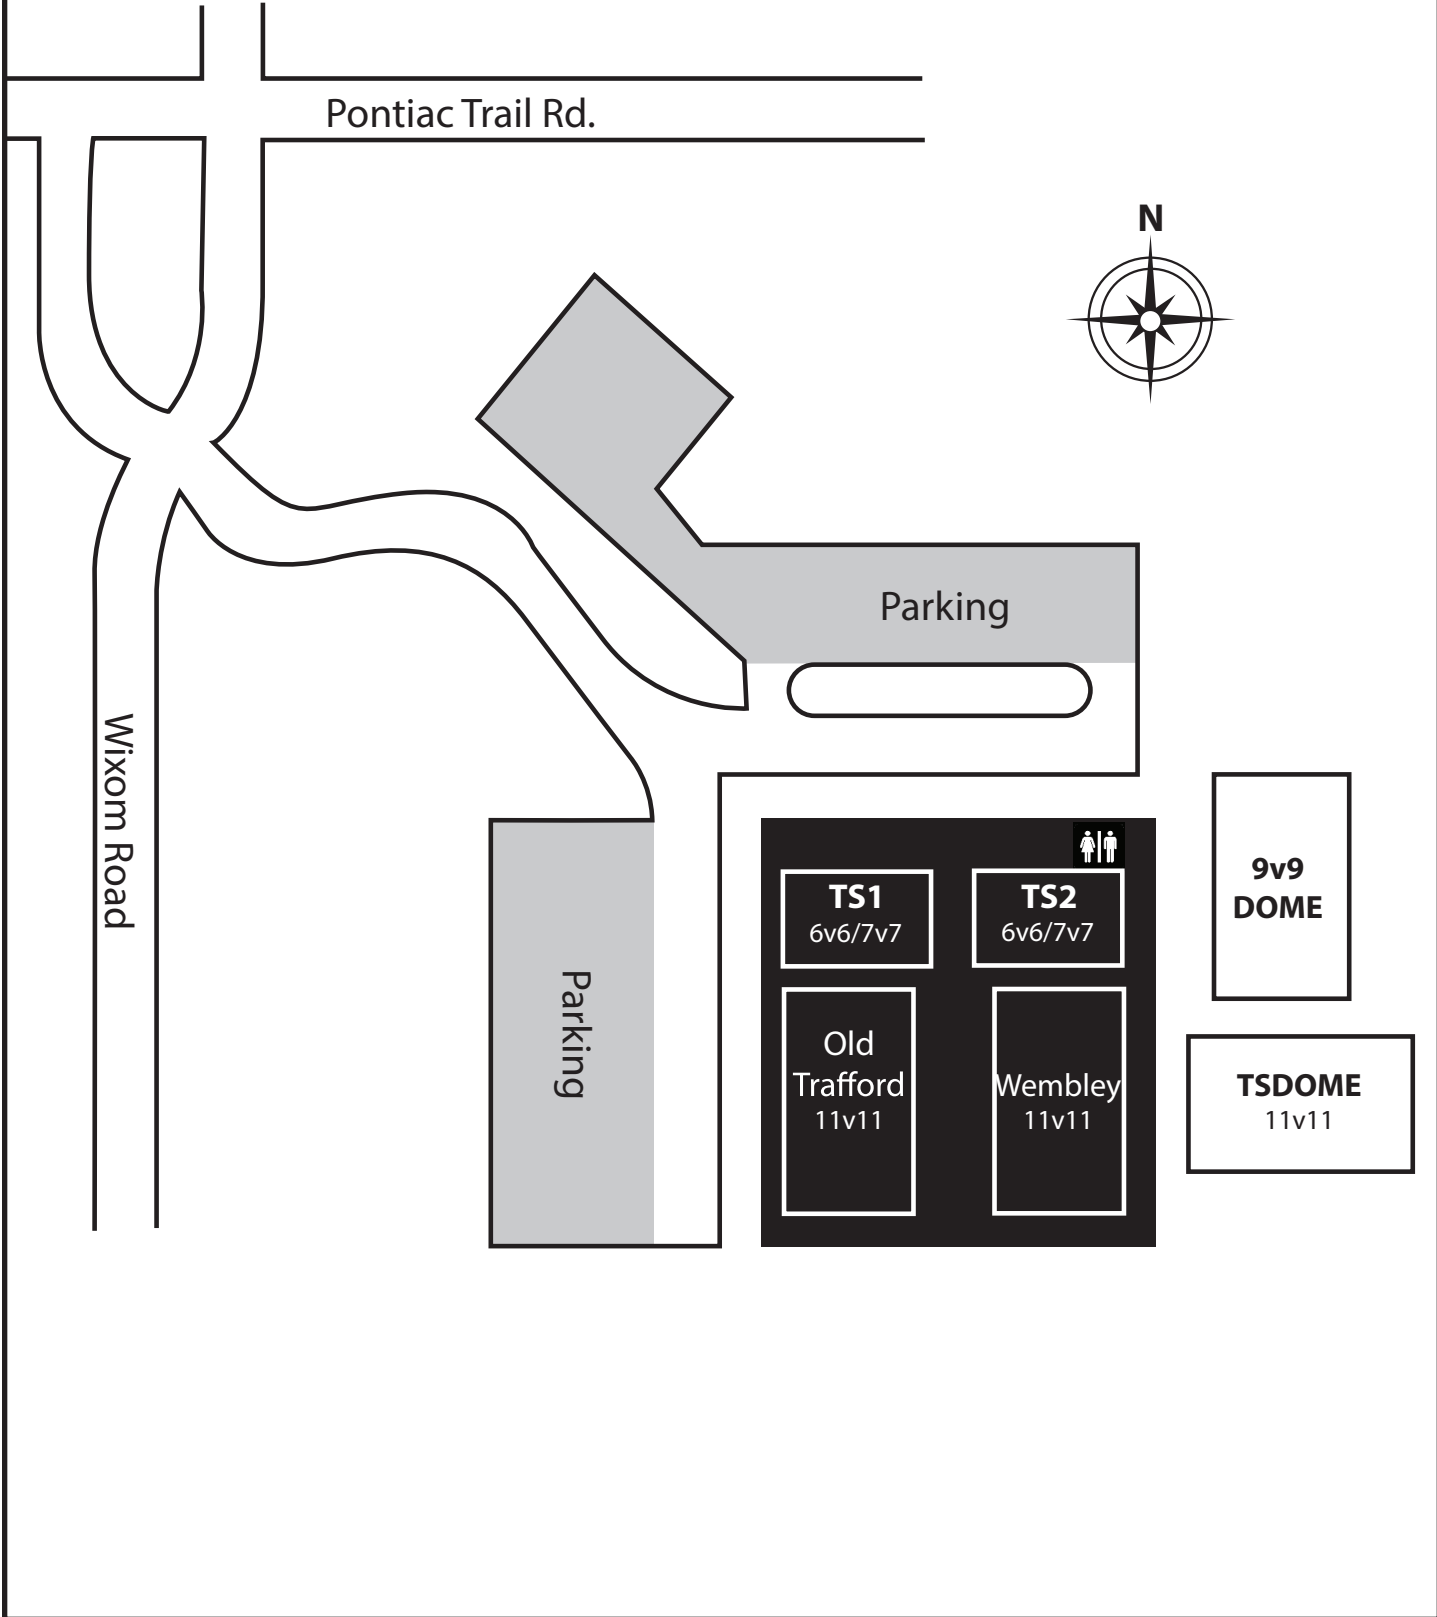 Pontiac Trail Rd.
N
Parking
Wixom Road
Parking
TS1
6v6/7v7
TS2
6v6/7v7
9v9
DOME
Old
Trafford
11v11
Wembley
11v11
TSDOME
11v11